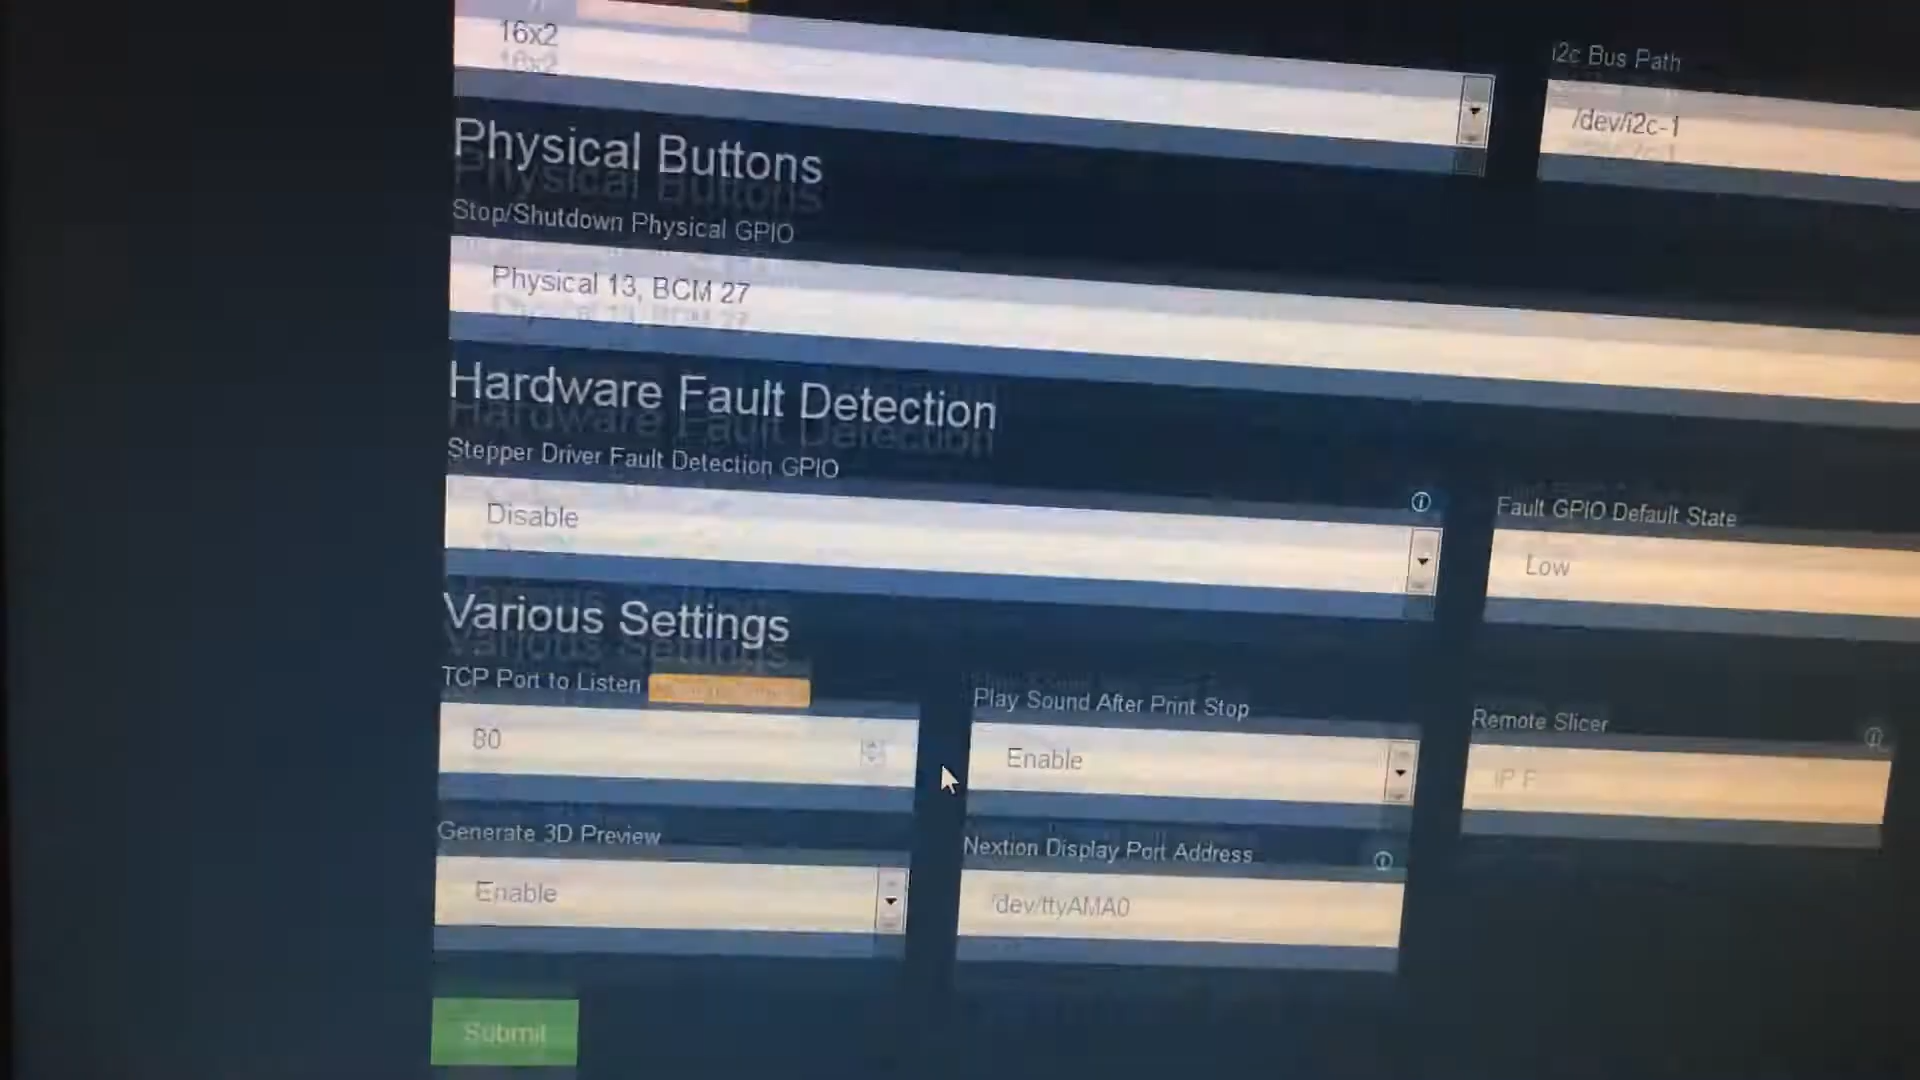 16x2
i2c Bus Path
/dev/i2c-1
Physical Buttons
Stop/Shutdown Physical GPIO
Physical 13, BCM 27
Hardware Fault Detection
Stepper Driver Fault Detection GPIO
Fault GPIO Default State
Disable
Low
Various Settings
TCP Port to Listen
Play Sound After Print Stop
Remote Slicer
80
Enable
IP
Generate 3D Preview
Nextion Display Port Address
Enable
/dev/ttyAMA0
Submit